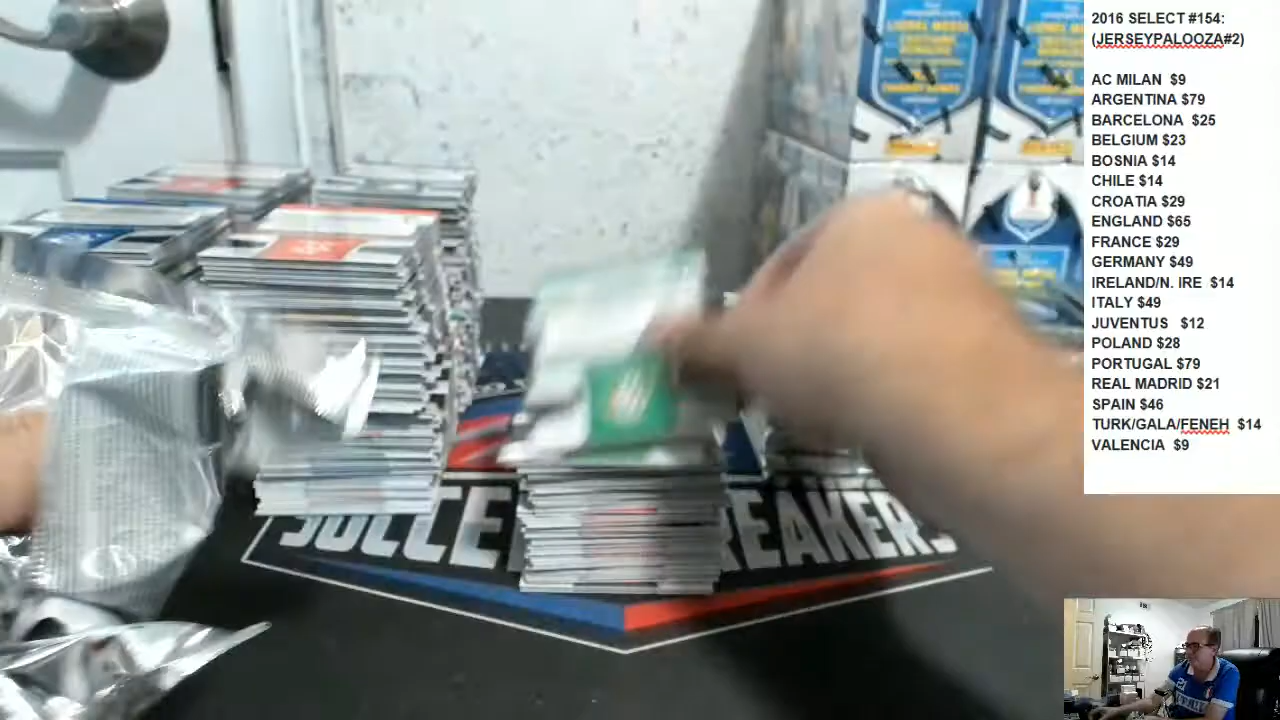 2016 SELECT #154:
(JERSEYPALOOZA#2)
AC MILAN $9
ARGENTINA $79
BARCELONA $25
BELGIUM $23
BOSNIA $14
CHILE $14
CROATIA $29
ENGLAND $65
FRANCE $29
GERMANY $49
IRELAND/N. IRE $14
ITALY $49
JUVENTUS $12
POLAND $28
PORTUGAL $79
REAL MADRID $21
SPAIN $46
TURK/GALA/FENEH $14
VALENCIA $9
SOCCE
REAKERS
21